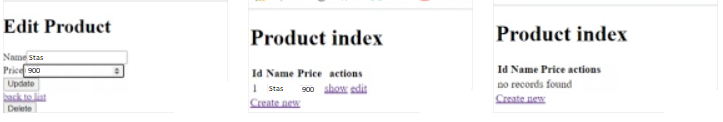 Edit Product
Name Stas
Price 900
Update
back to list
Delete
Product index
Id Name Price actions
1 Stas 900 show edit
Create new
Product index
Id Name Price actions
no records found
Create new